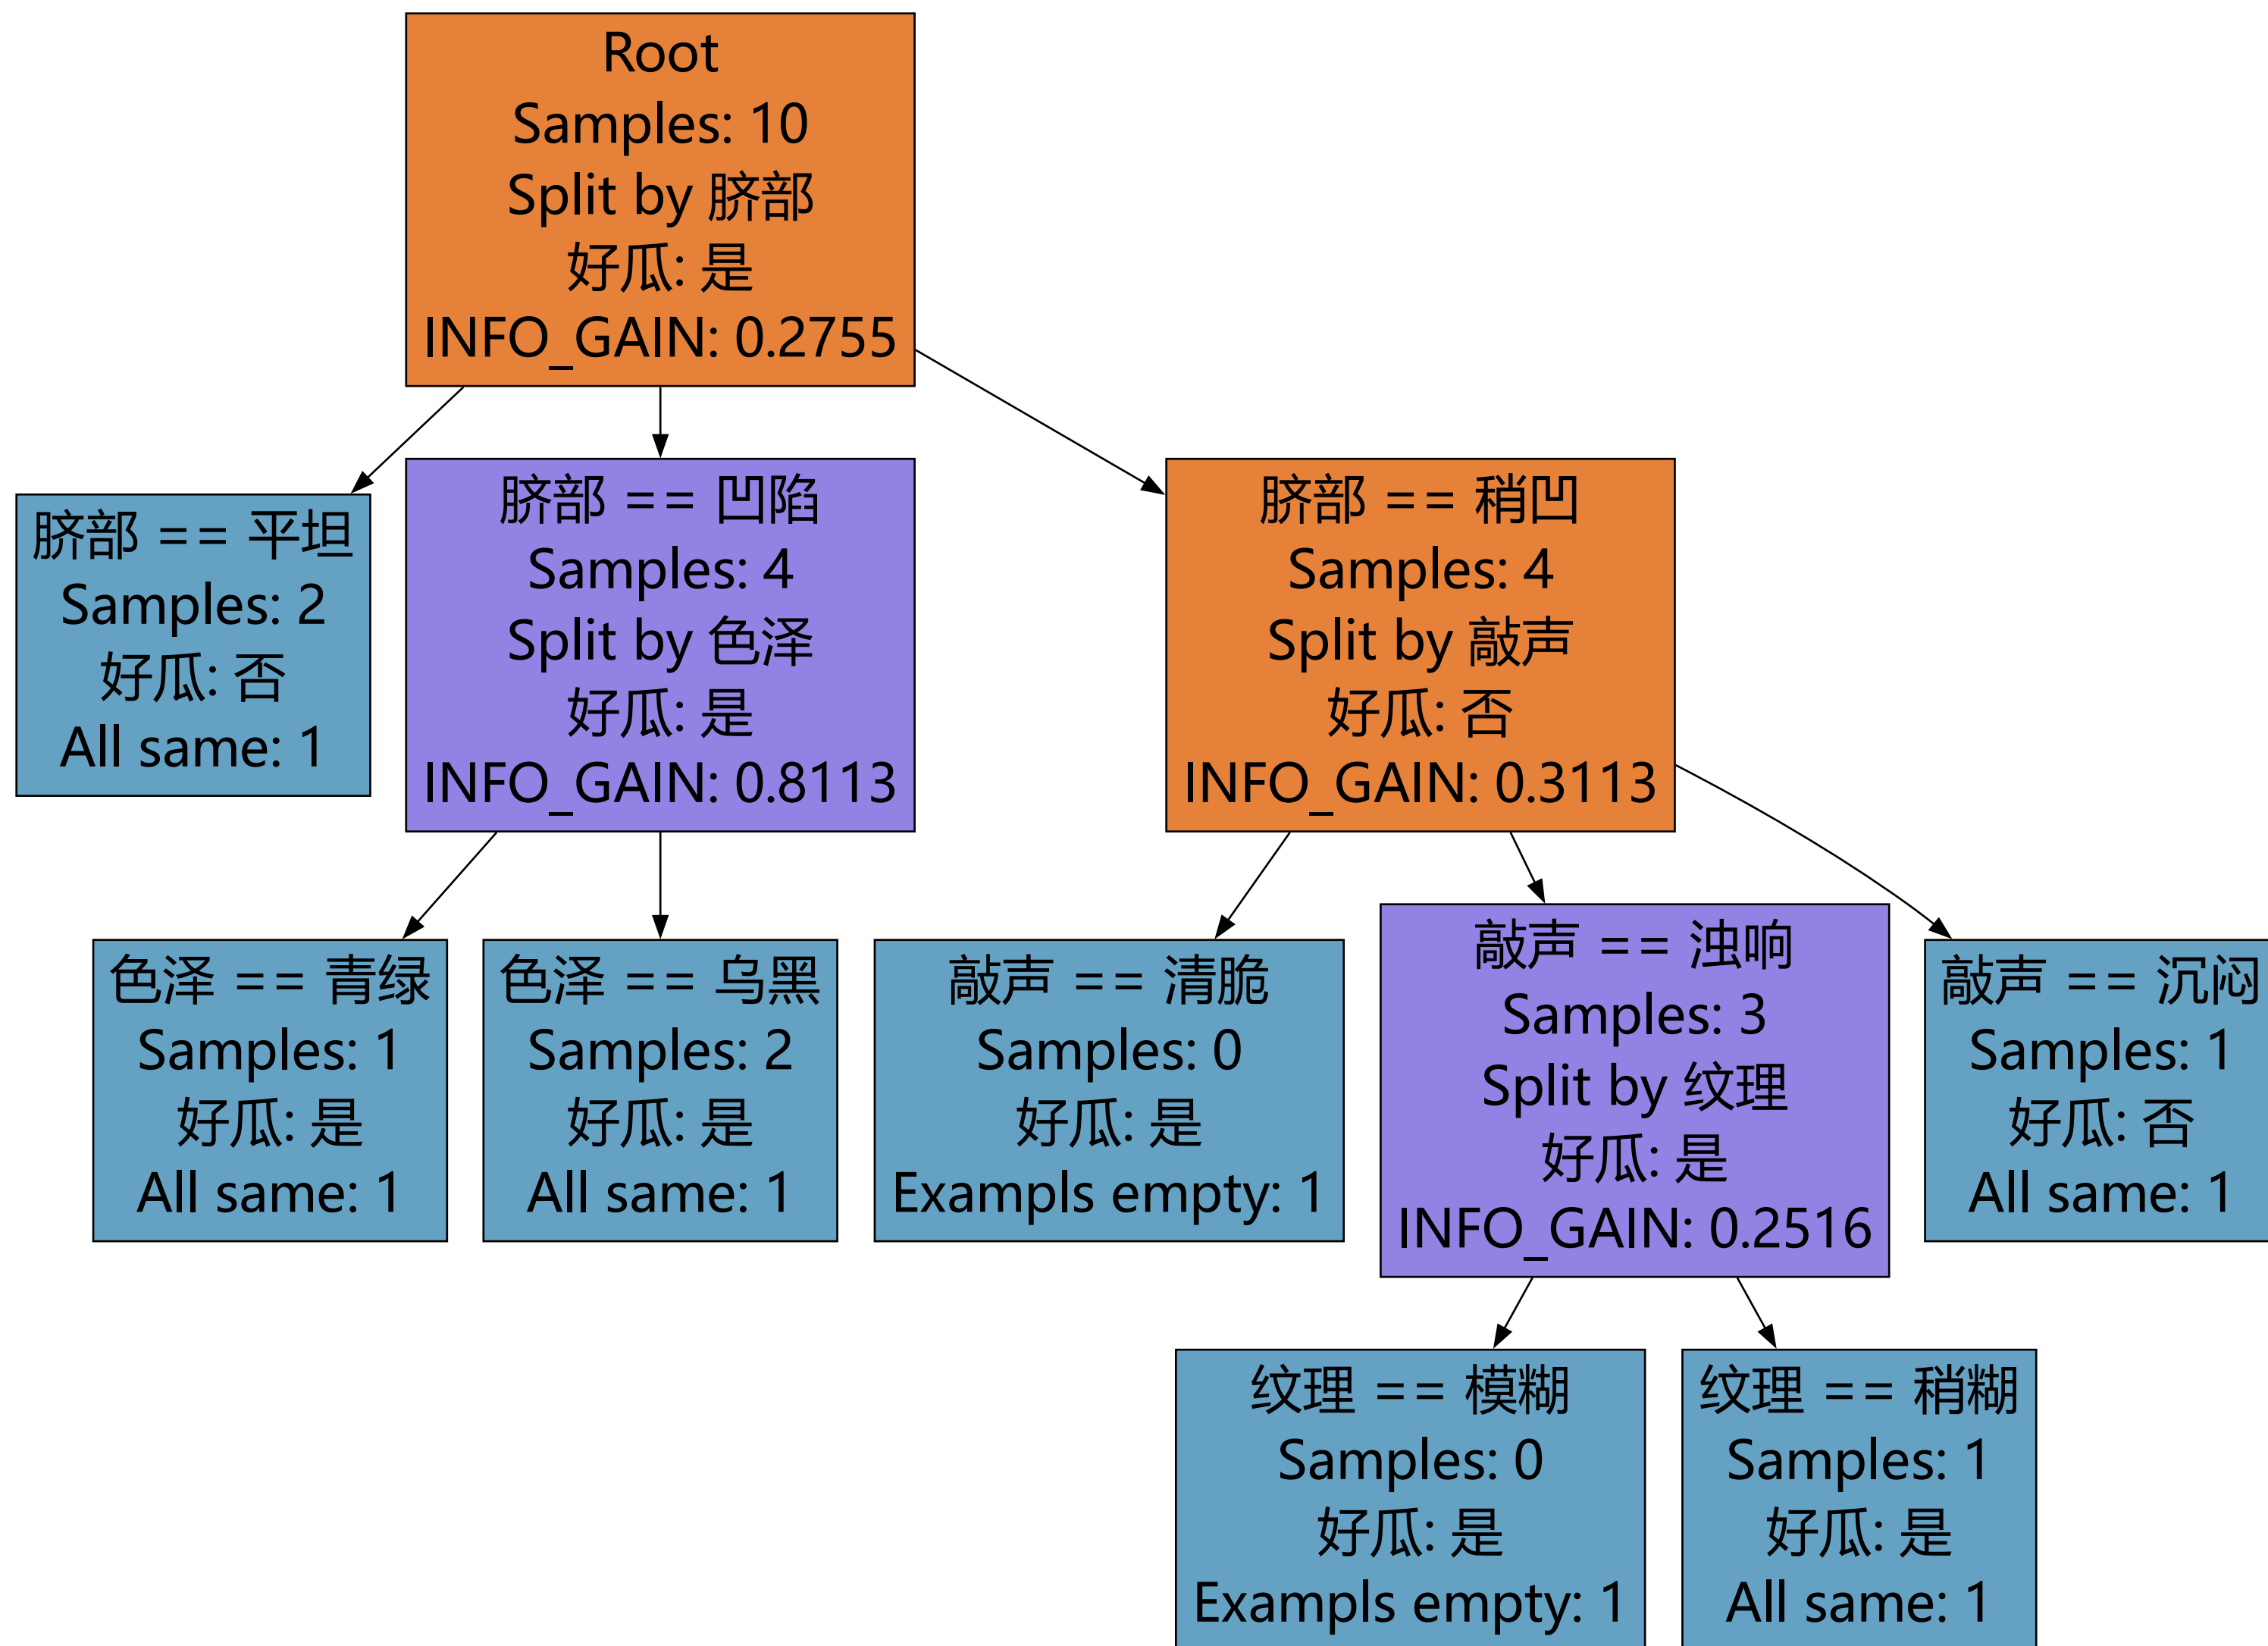 Root
Samples: 10
Split by 脐部
好瓜: 是
INFO_GAIN: 0.2755
脐部 == 平坦
Samples: 2
好瓜: 否
All same: 1
脐部 == 凹陷
Samples: 4
Split by 色泽
好瓜: 是
INFO_GAIN: 0.8113
脐部 == 稍凹
Samples: 4
Split by 敲声
好瓜: 否
INFO_GAIN: 0.3113
色泽 == 青绿
Samples: 1
好瓜: 是
All same: 1
色泽 == 乌黑
Samples: 2
好瓜: 是
All same: 1
敲声 == 清脆
Samples: 0
好瓜: 是
Exampls empty: 1
敲声 == 浊响
Samples: 3
Split by 纹理
好瓜: 是
INFO_GAIN: 0.2516
敲声 == 沉闷
Samples: 1
好瓜: 否
All same: 1
纹理 == 模糊
Samples: 0
好瓜: 是
Exampls empty: 1
纹理 == 稍糊
Samples: 1
好瓜: 是
All same: 1